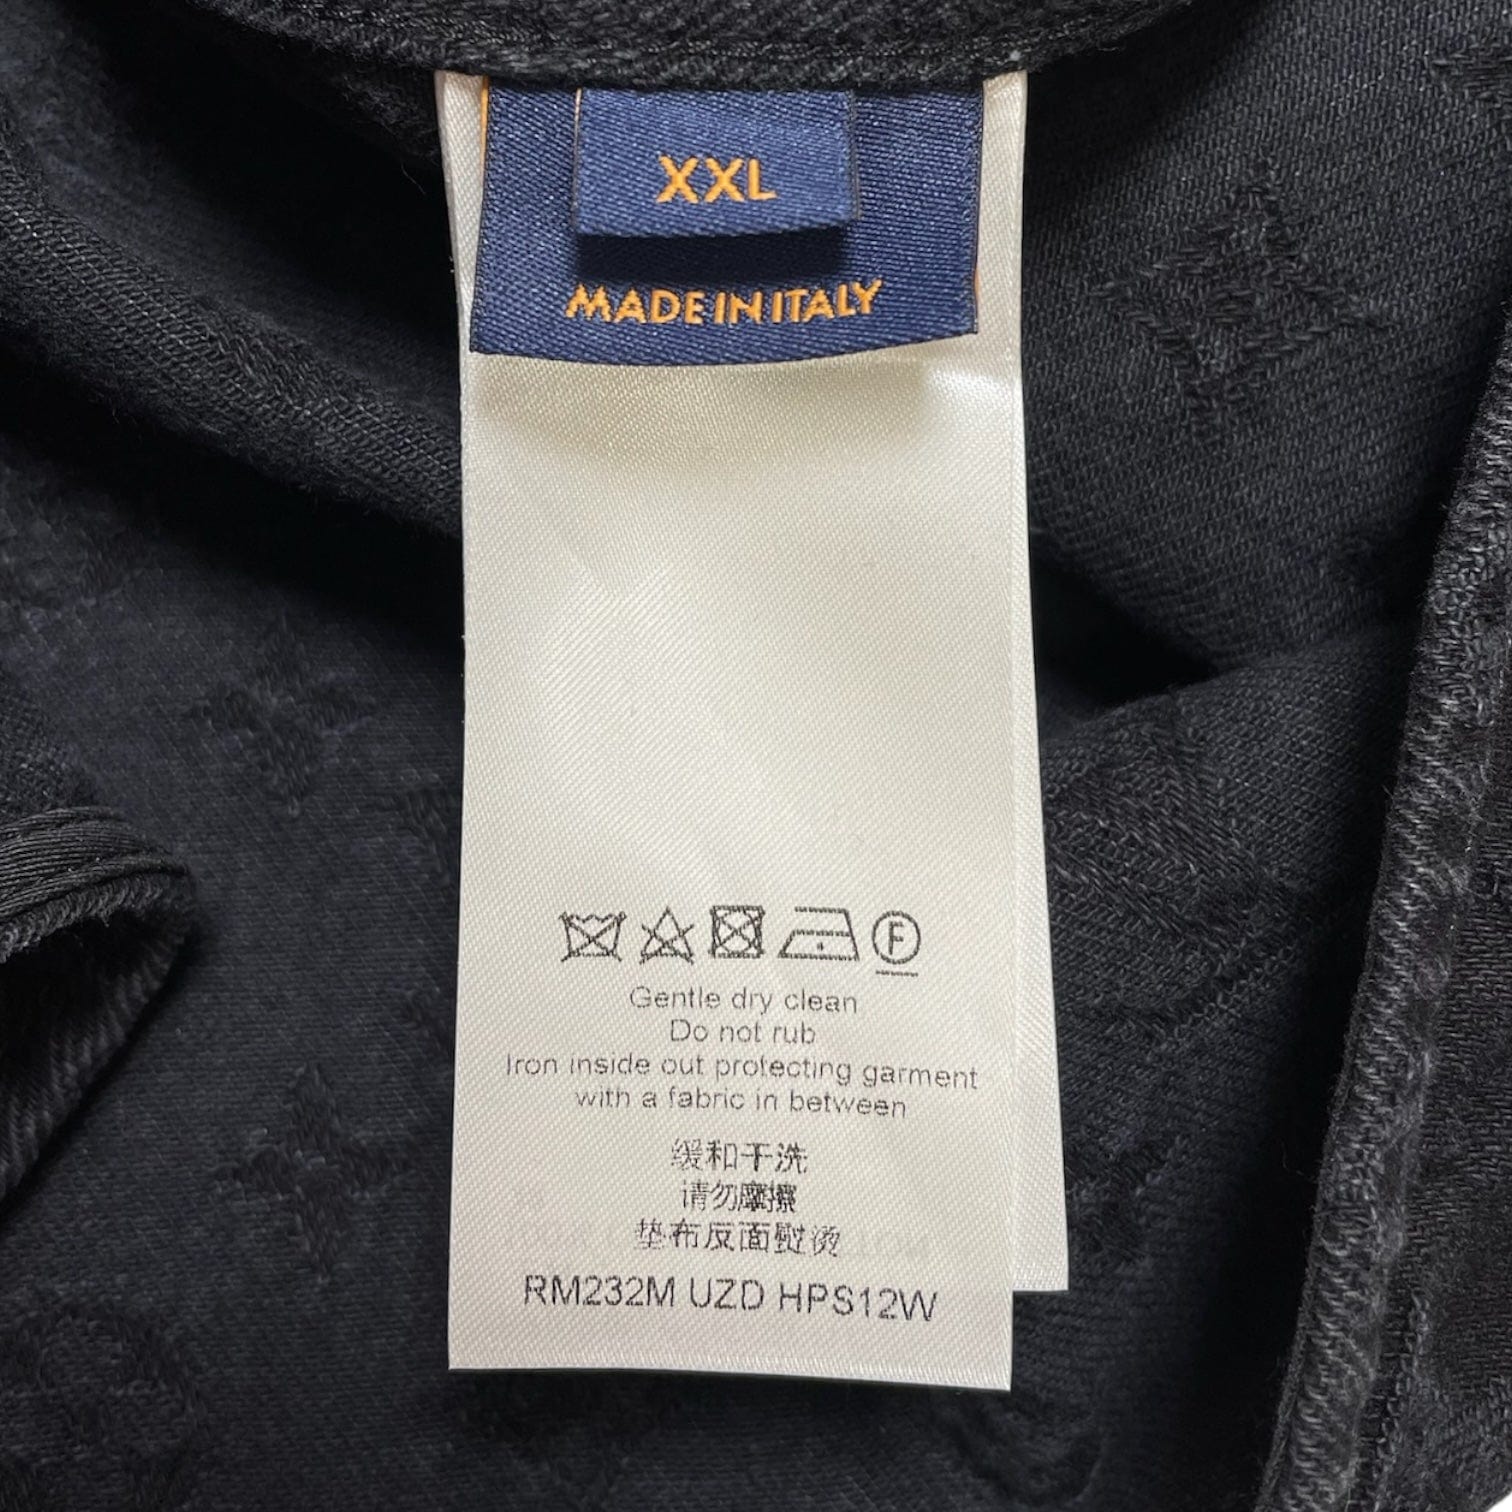 XXL
MADE IN ITALY
F
Gentle dry clean
Do not rub
Iron inside out protecting garment
with a fabric in between
缓和干洗
请勿摩擦
垫布反面熨烫
RM232M UZD HPS12W